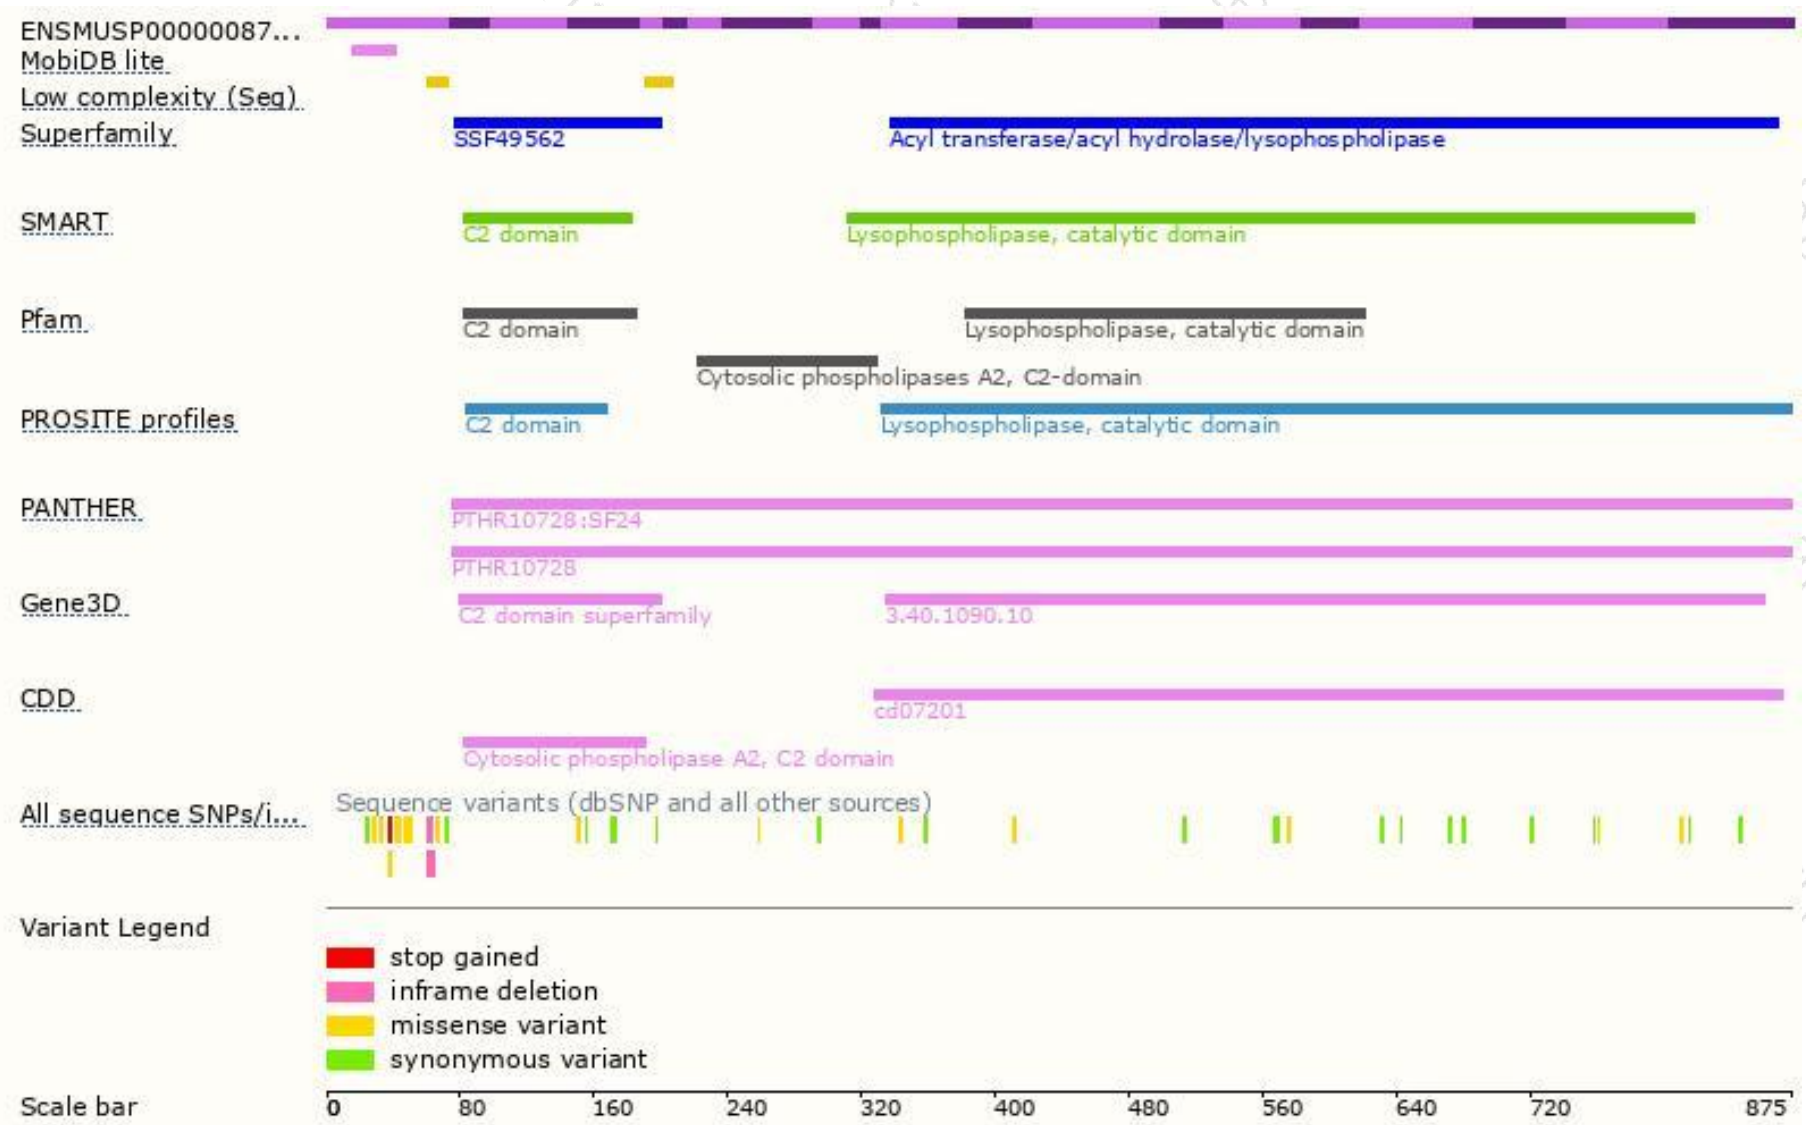 ENSMUSP00000087...
MobiDB lite
Low complexity (Seg)
Superfamily
SSF49562
Acyl transferase/acyl hydrolase/lysophospholipase
SMART
C2 domain
Lysophospholipase, catalytic domain
Pfam
C2 domain
Lysophospholipase, catalytic domain
Cytosolic phospholipases A2, C2-domain
PROSITE profiles
C2 domain
Lysophospholipase, catalytic domain
PANTHER
PTHR10728:SF24
PTHR10728
Gene3D
C2 domain superfamily
3.40.1090.10
CDD
cd07201
Cytosolic phospholipase A2, C2 domain
Sequence variants (dbSNP and all other sources)
All sequence SNPs/i...
Variant Legend
stop gained
inframe deletion
missense variant
synonymous variant
Scale bar
0 80 160 240 320 400 480 560 640 720 875